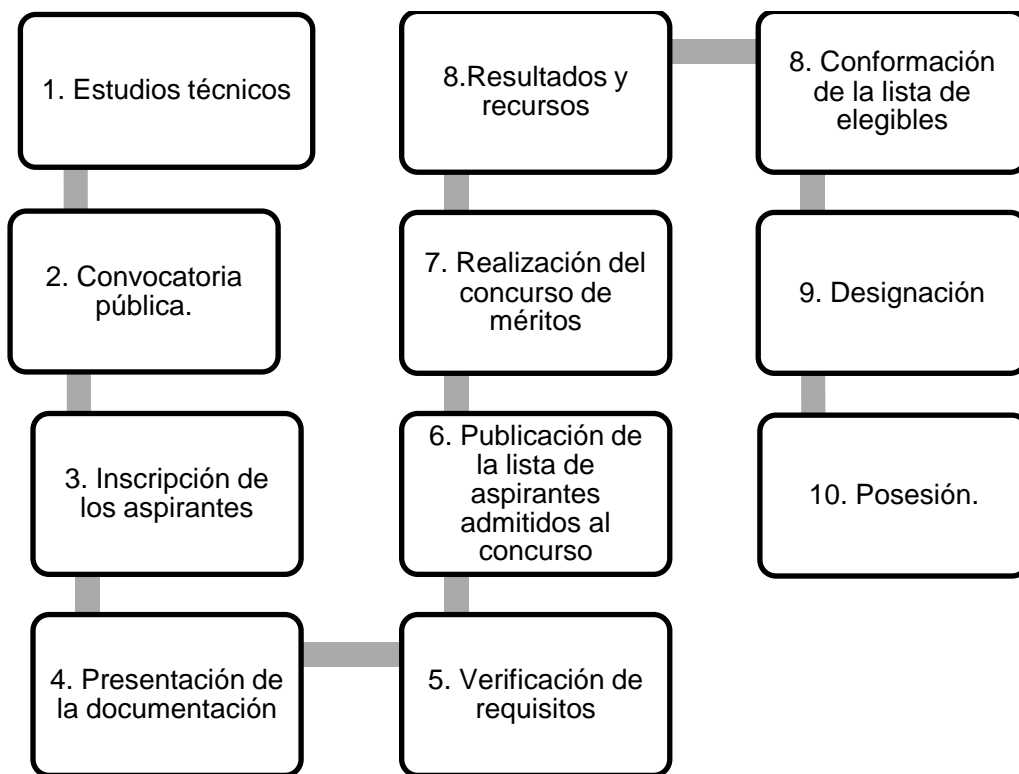 1. Estudios técnicos
2. Convocatoria
pública.
3. Inscripción de
los aspirantes
4. Presentación de
la documentación
5. Verificación de
requisitos
6. Publicación de
la lista de
aspirantes
admitidos al
concurso
7. Realización del
concurso de
méritos
8.Resultados y
recursos
8. Conformación
de la lista de
elegibles
9. Designación
10. Posesión.